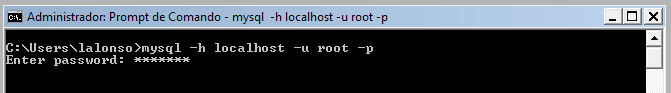 Administrador: Prompt de Comando - mysql -h localhost -u root -p
C:\Users\lalonso>mysql -h localhost -u root -p
Enter password: *******